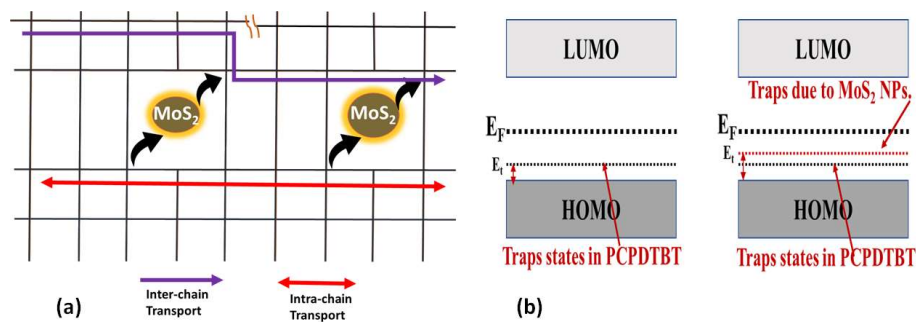 MoS2
MoS2
Inter-chain
Transport
Intra-chain
Transport
(a)
LUMO
EF
Et
HOMO
Traps states in PCPDTBT
(b)
LUMO
Traps due to MoS2 NPs.
EF
Et
HOMO
Traps states in PCPDTBT